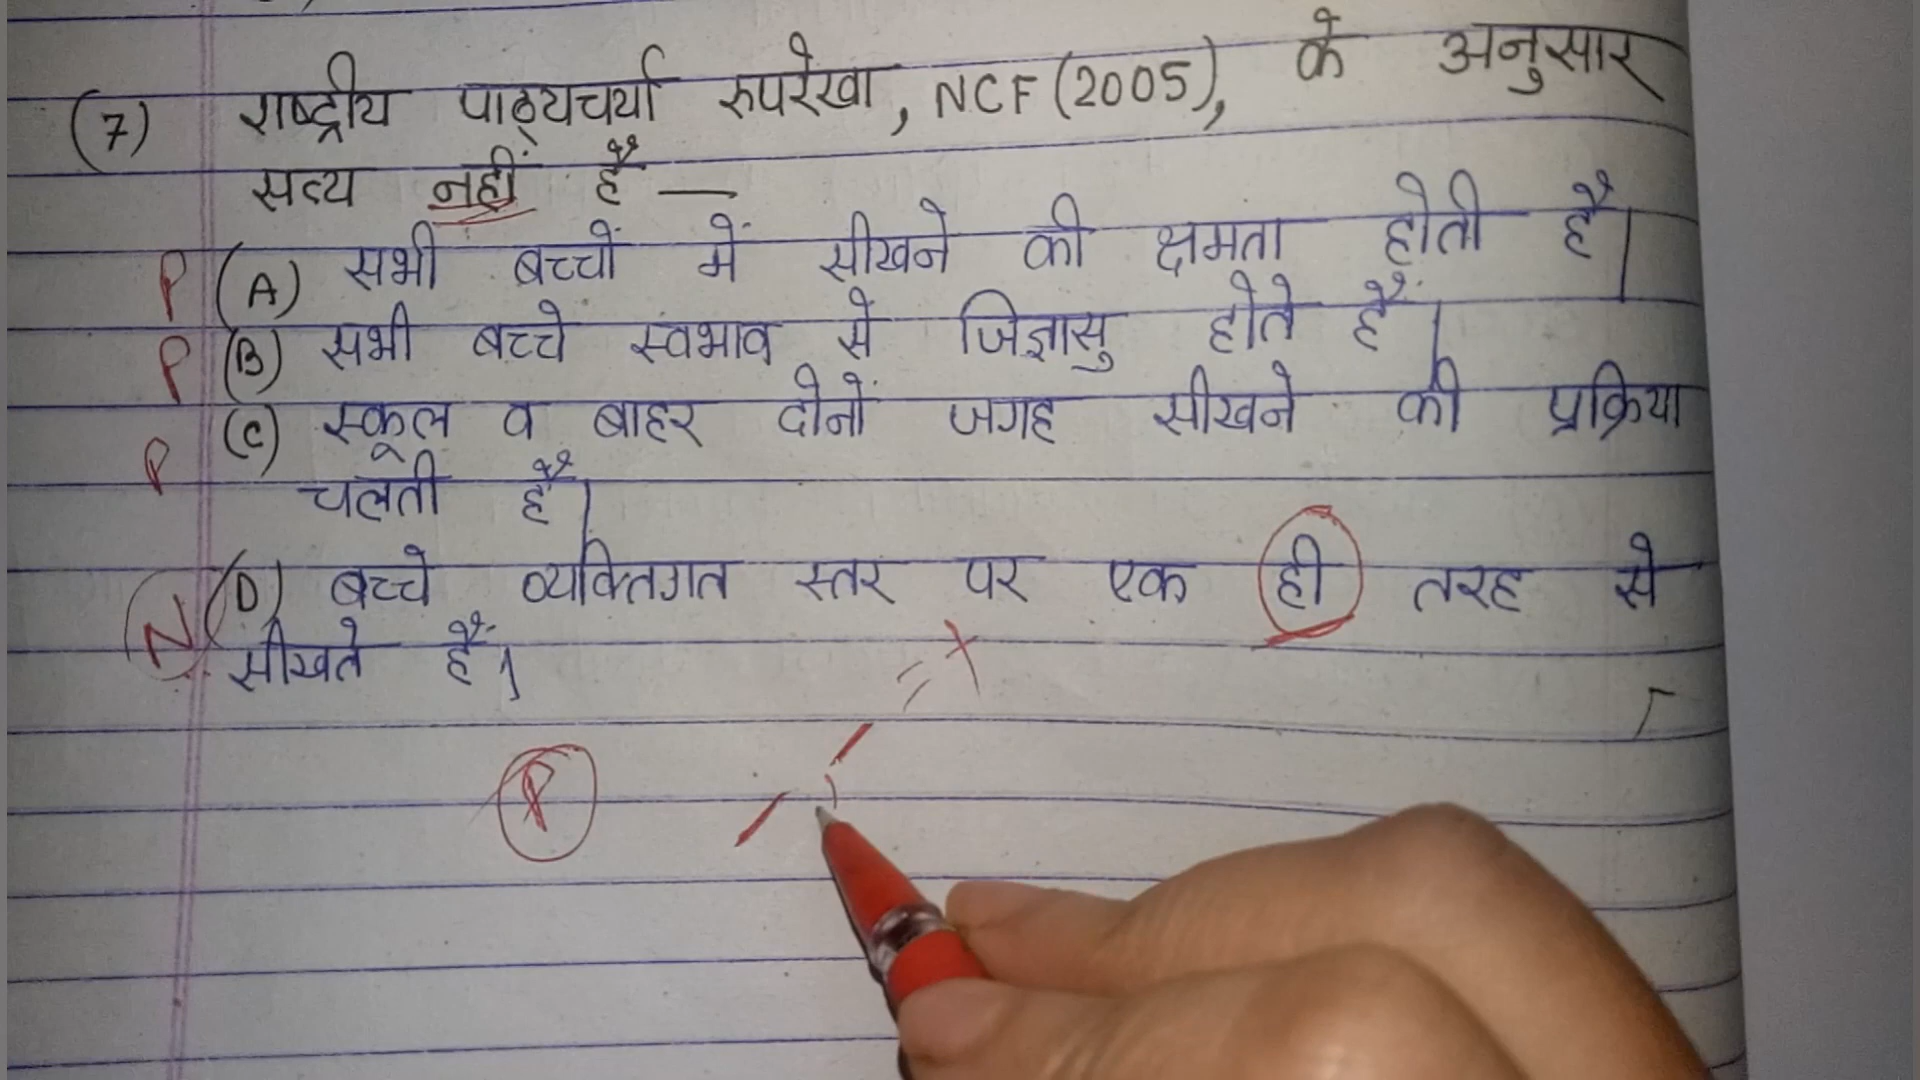 (7) राष्ट्रीय पाठ्यचर्या रुपरेखा, NCF (2005), के अनुसार
सत्य नहीं है —
P (A) सभी बच्चों में सीखने की क्षमता होती है।
P (B) सभी बच्चे स्वभाव से जिज्ञासु होते हैं।
P (C) स्कूल व बाहर दोनों जगह सीखने की प्रक्रिया
चलती है।
N (D) बच्चे व्यक्तिगत स्तर पर एक ही तरह से
सीखते हैं।
P